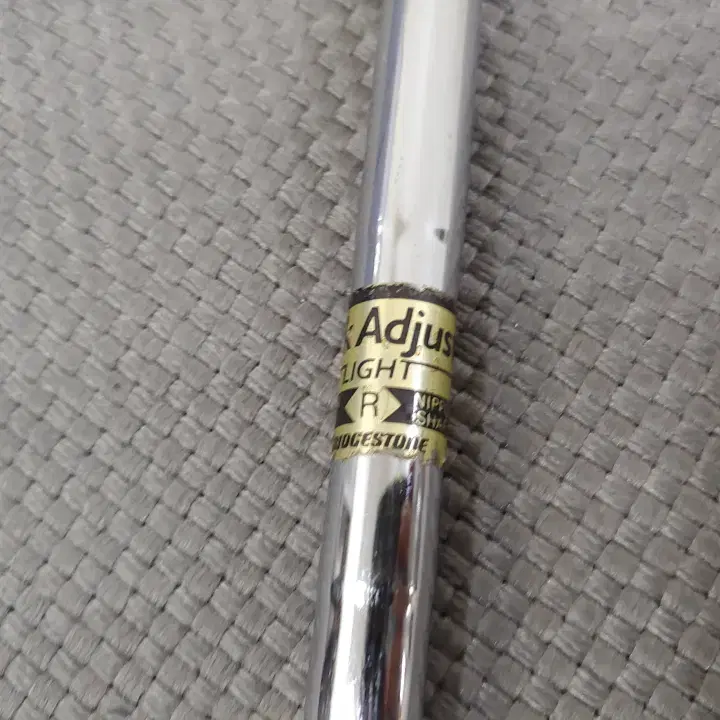 Adjus
LIGHT
R
NIPP
SHA
IDGESTONE